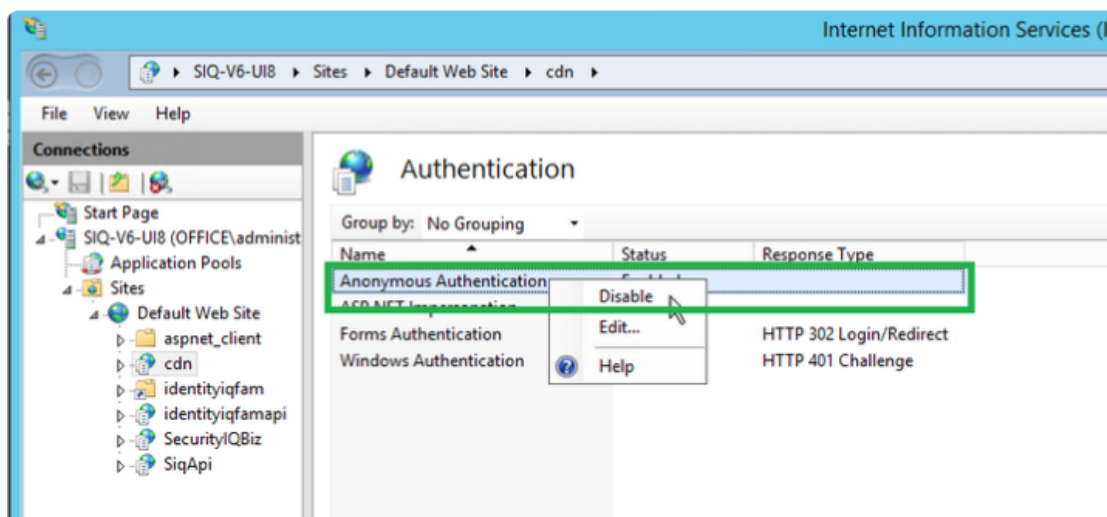 Internet Information Services (I
SIQ-V6-UI8 Sites Default Web Site cdn
File View Help
Connections
Authentication
Start Page
SIQ-V6-UI8 (OFFICE\administ
Application Pools
Sites
Default Web Site
aspnet_client
cdn
identityiqfam
identityiqfamapi
SecurityIQBiz
SiqApi
Group by: No Grouping
Name Status Response Type
Anonymous Authentication
Disable
Edit...
Help
Forms Authentication HTTP 302 Login/Redirect
Windows Authentication HTTP 401 Challenge